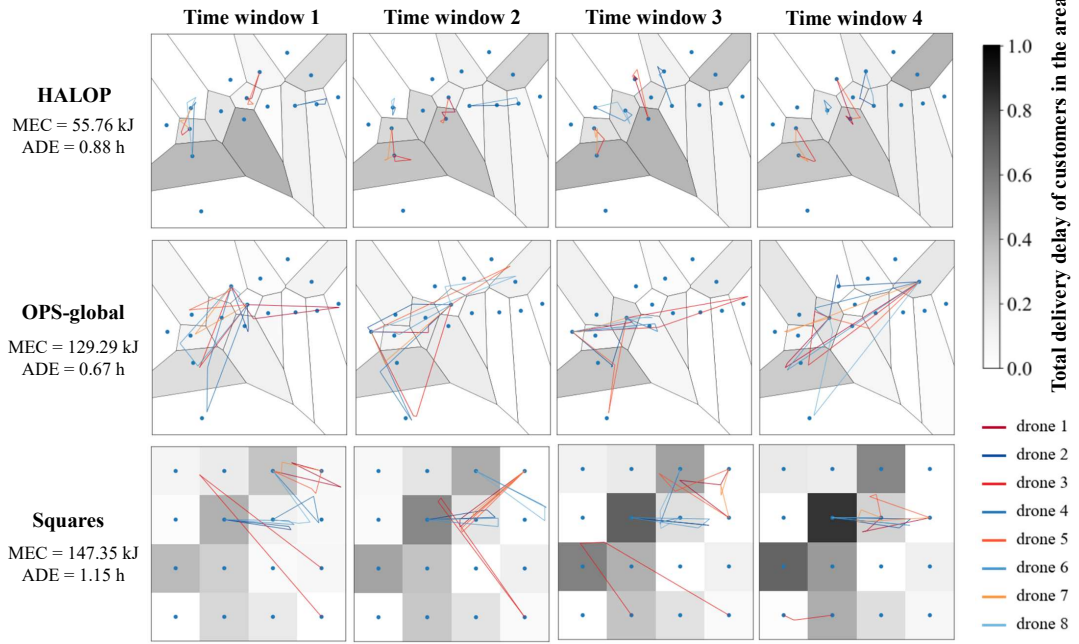 Time window 1
Time window 2
Time window 3
Time window 4
HALOP
MEC = 55.76 kJ
ADE = 0.88 h
OPS-global
MEC = 129.29 kJ
ADE = 0.67 h
Squares
MEC = 147.35 kJ
ADE = 1.15 h
1.0
0.8
0.6
0.4
0.2
0.0
Total delivery delay of customers in the area
drone 1
drone 2
drone 3
drone 4
drone 5
drone 6
drone 7
drone 8